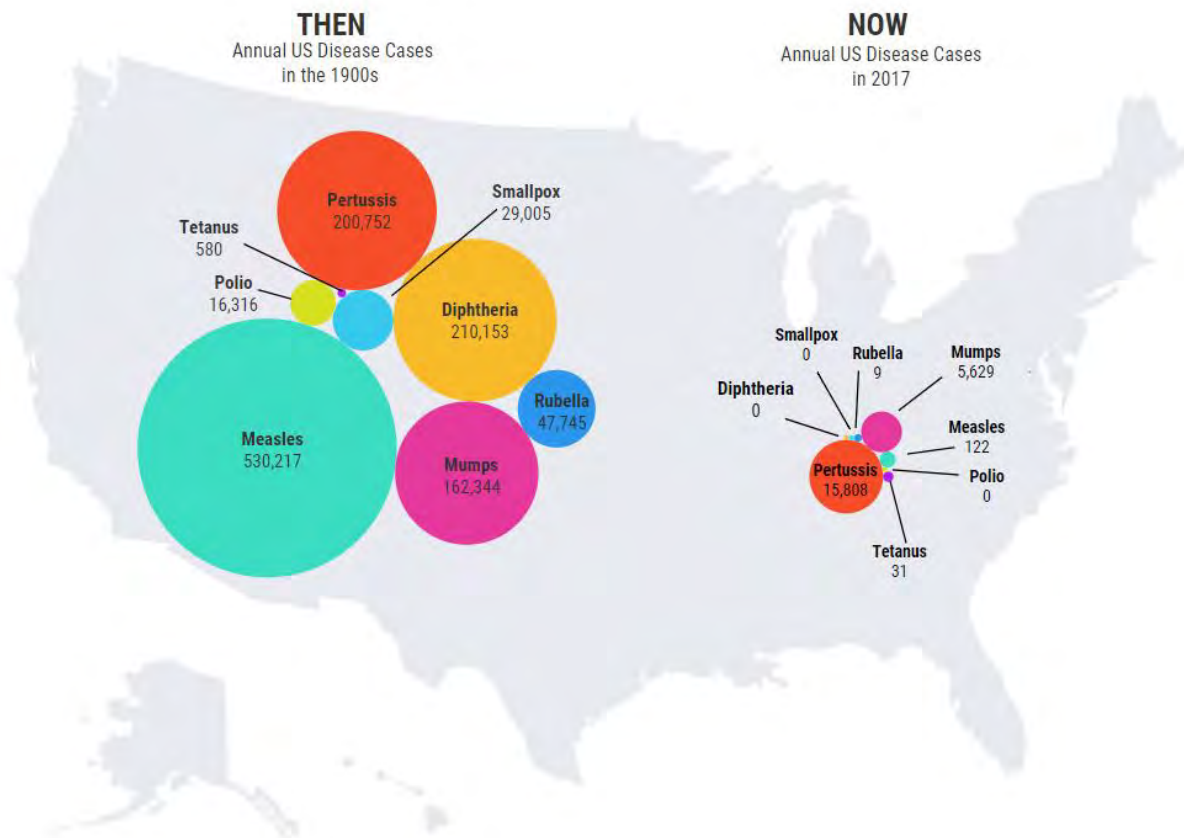 THEN
Annual US Disease Cases
in the 1900s
NOW
Annual US Disease Cases
in 2017
Pertussis
200,752
Smallpox
29,005
Tetanus
580
Polio
16,316
Diphtheria
210,153
Rubella
47,745
Measles
530,217
Mumps
162,344
Smallpox
0
Rubella
9
Mumps
5,629
Diphtheria
0
Measles
122
Pertussis
15,808
Polio
0
Tetanus
31